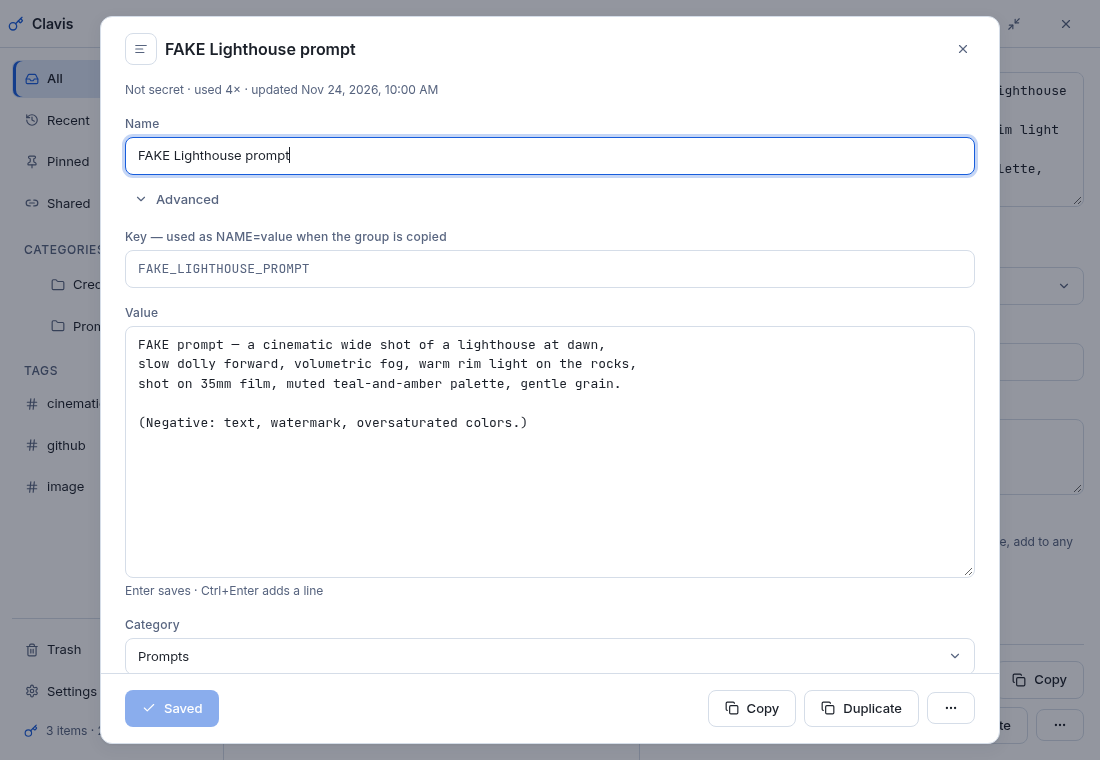 Clavis
All
Recent
Pinned
Shared
CATEGORIES
TAGS
github
image
Trash
Settings
3 items ·
FAKE Lighthouse prompt
Not secret · used 4× · updated Nov 24, 2026, 10:00 AM
Name
FAKE Lighthouse prompt
Advanced
Key — used as NAME=value when the group is copied
FAKE_LIGHTHOUSE_PROMPT
Value
FAKE prompt — a cinematic wide shot of a lighthouse at dawn,
slow dolly forward, volumetric fog, warm rim light on the rocks,
shot on 35mm film, muted teal-and-amber palette, gentle grain.
(Negative: text, watermark, oversaturated colors.)
Enter saves · Ctrl+Enter adds a line
Category
Prompts
Saved
Copy
Duplicate
light
add to any
Copy